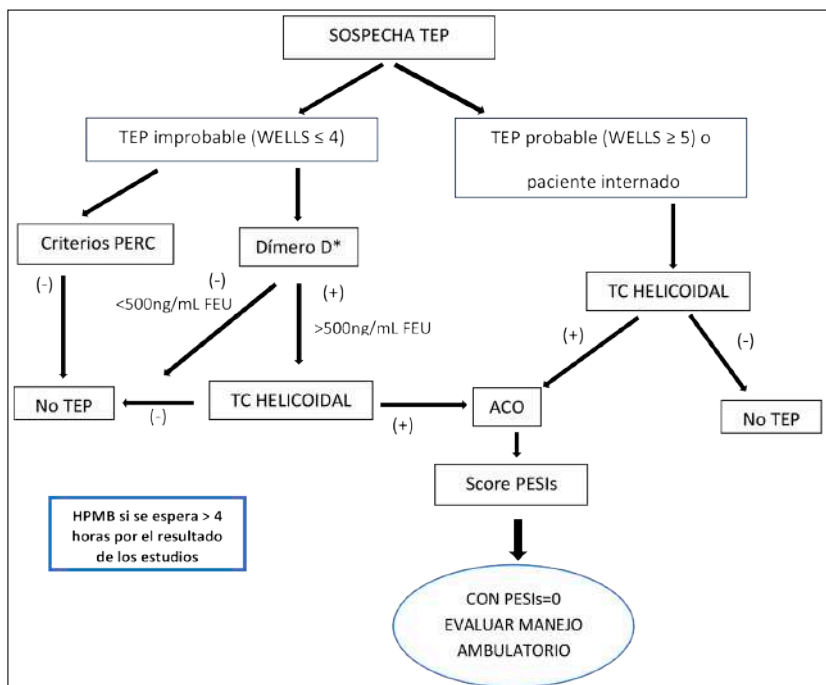 SOSPECHA TEP
TEP improbable (WELLS ≤ 4)
TEP probable (WELLS ≥ 5) o
paciente internado
Criterios PERC
Dímero D*
(-)
(-)
<500ng/mL FEU
(+)
>500ng/mL FEU
TC HELICOIDAL
(+)
(-)
No TEP
(-)
TC HELICOIDAL
(+)
ACO
No TEP
Score PESIs
HPMB si se espera > 4
horas por el resultado
de los estudios
CON PESIs=0
EVALUAR MANEJO
AMBULATORIO